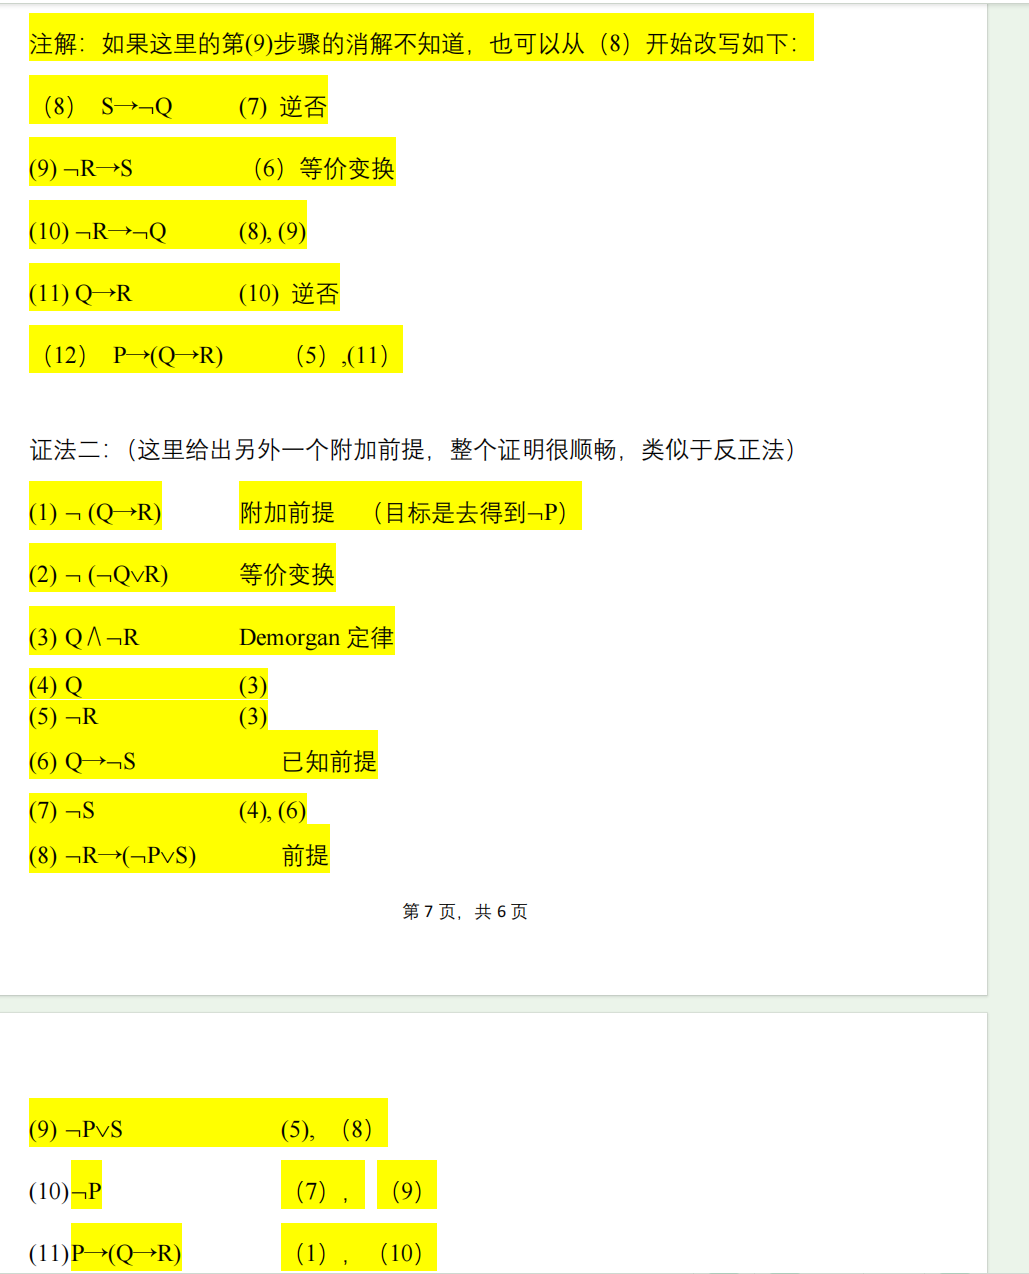 注解：如果这里的第(9)步骤的消解不知道，也可以从（8）开始改写如下：
（8） S→¬Q (7) 逆否
(9) ¬R→S （6）等价变换
(10) ¬R→¬Q (8), (9)
(11) Q→R (10) 逆否
（12） P→(Q→R) （5）,(11)
证法二：（这里给出另外一个附加前提，整个证明很顺畅，类似于反正法）
(1) ¬ (Q→R) 附加前提 （目标是去得到¬P）
(2) ¬ (¬Q∨R) 等价变换
(3) Q∧¬R Demorgan 定律
(4) Q (3)
(5) ¬R (3)
(6) Q→¬S 已知前提
(7) ¬S (4), (6)
(8) ¬R→(¬P∨S) 前提
第 7 页，共 6 页
(9) ¬P∨S (5), （8）
(10)¬P （7）, （9）
(11)P→(Q→R) （1）, （10）